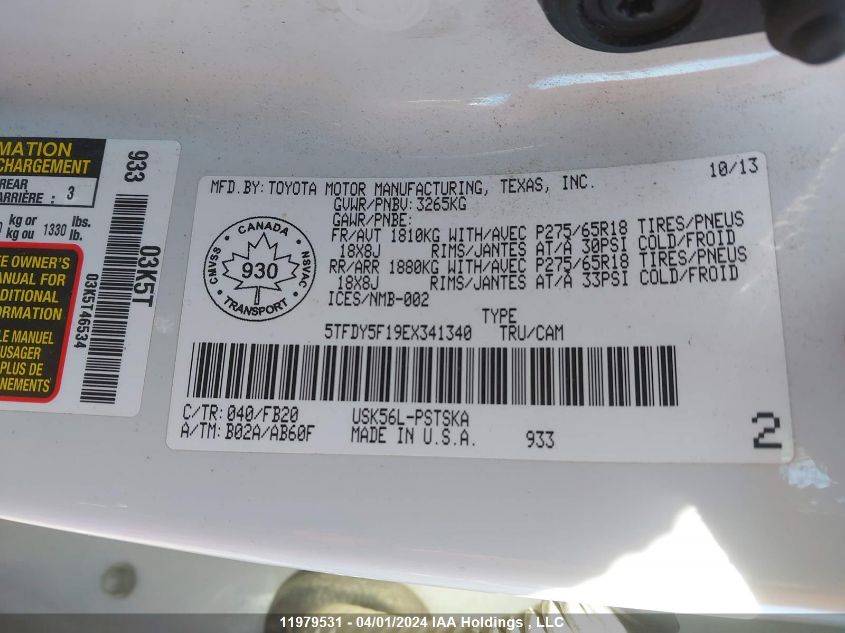 MATION
CHARGEMENT
REAR
ARRIÈRE : 3
kg or
kg ou 1330 lbs. lb.
E OWNER'S
MANUAL FOR
DITIONAL
FORMATION
LE MANUEL
USAGER
PLUS DE
NEMENTS
933
03K5T
03K5T46534
10/13
MFD.BY: TOYOTA MOTOR MANUFACTURING, TEXAS, INC.
GVWR/PNBV: 3265KG
GAWR/PNBE:
FR/AVT 1810KG WITH/AVEC P275/65R18 TIRES/PNEUS
18X8J RIMS/JANTES AT/A 30PSI COLD/FROID
RR/ARR 1880KG WITH/AVEC P275/65R18 TIRES/PNEUS
18X8J RIMS/JANTES AT/A 33PSI COLD/FROID
ICES/NMB-002
CANADA
CMVSS
NSVAC
930
TRANSPORT
TYPE
5TFDY5F19EX341340 TRU/CAM
C/TR: 040/FB20 USK56L-PSTSKA
A/TM: B02A/AB60F MADE IN U.S.A. 933
2
11979531 - 04/01/2024 IAA Holdings , LLC